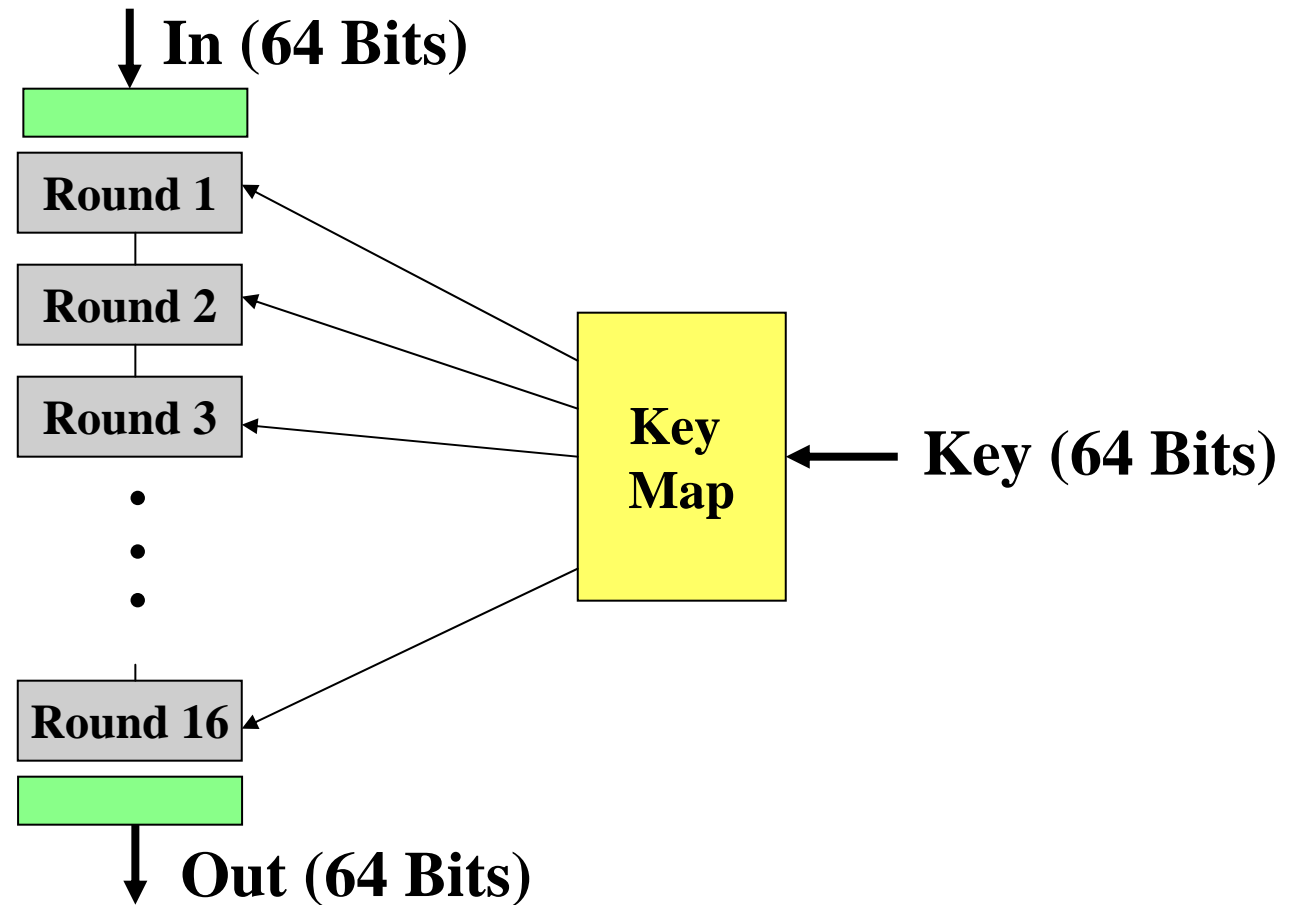 In (64 Bits)
Round 1
Round 2
Round 3
Key
Map
Key (64 Bits)
Round 16
Out (64 Bits)